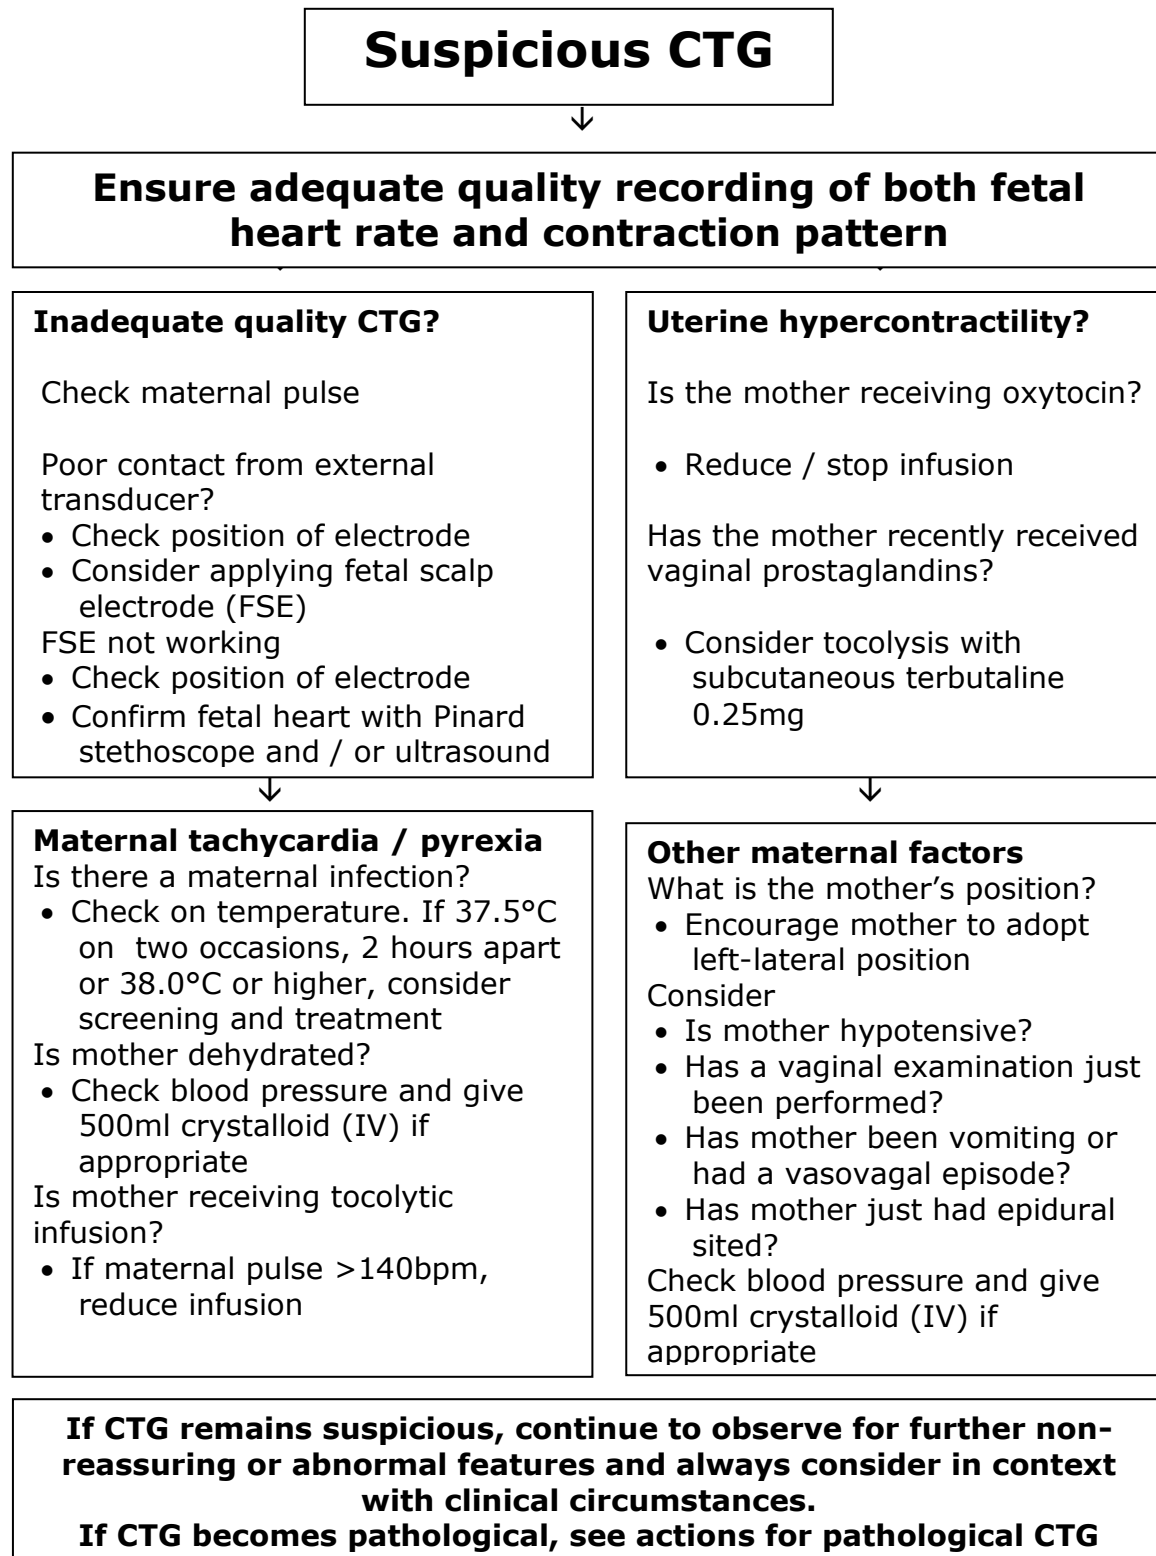 Suspicious CTG
↓
Ensure adequate quality recording of both fetal
heart rate and contraction pattern
Inadequate quality CTG?
Check maternal pulse
Poor contact from external
transducer?
• Check position of electrode
• Consider applying fetal scalp
electrode (FSE)
FSE not working
• Check position of electrode
• Confirm fetal heart with Pinard
stethoscope and / or ultrasound
↓
Maternal tachycardia / pyrexia
Is there a maternal infection?
• Check on temperature. If 37.5°C
on two occasions, 2 hours apart
or 38.0°C or higher, consider
screening and treatment
Is mother dehydrated?
• Check blood pressure and give
500ml crystalloid (IV) if
appropriate
Is mother receiving tocolytic
infusion?
• If maternal pulse >140bpm,
reduce infusion
Uterine hypercontractility?
Is the mother receiving oxytocin?
• Reduce / stop infusion
Has the mother recently received
vaginal prostaglandins?
• Consider tocolysis with
subcutaneous terbutaline
0.25mg
↓
Other maternal factors
What is the mother’s position?
• Encourage mother to adopt
left-lateral position
Consider
• Is mother hypotensive?
• Has a vaginal examination just
been performed?
• Has mother been vomiting or
had a vasovagal episode?
• Has mother just had epidural
sited?
Check blood pressure and give
500ml crystalloid (IV) if
appropriate
If CTG remains suspicious, continue to observe for further non-
reassuring or abnormal features and always consider in context
with clinical circumstances.
If CTG becomes pathological, see actions for pathological CTG